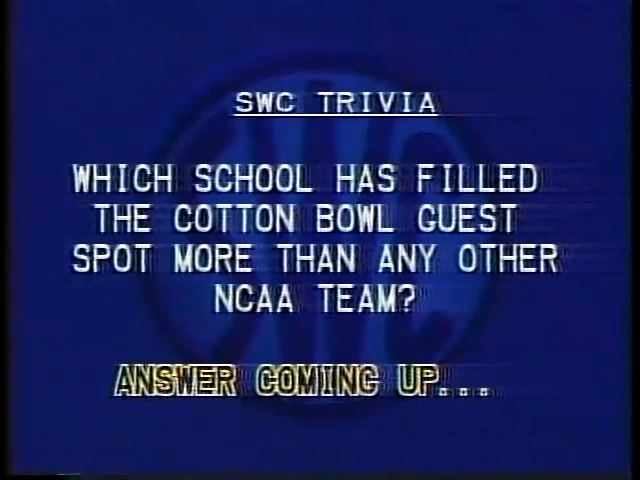 SWC TRIVIA
WHICH SCHOOL HAS FILLED
THE COTTON BOWL GUEST
SPOT MORE THAN ANY OTHER
NCAA TEAM?
ANSWER COMING UP...
SWC